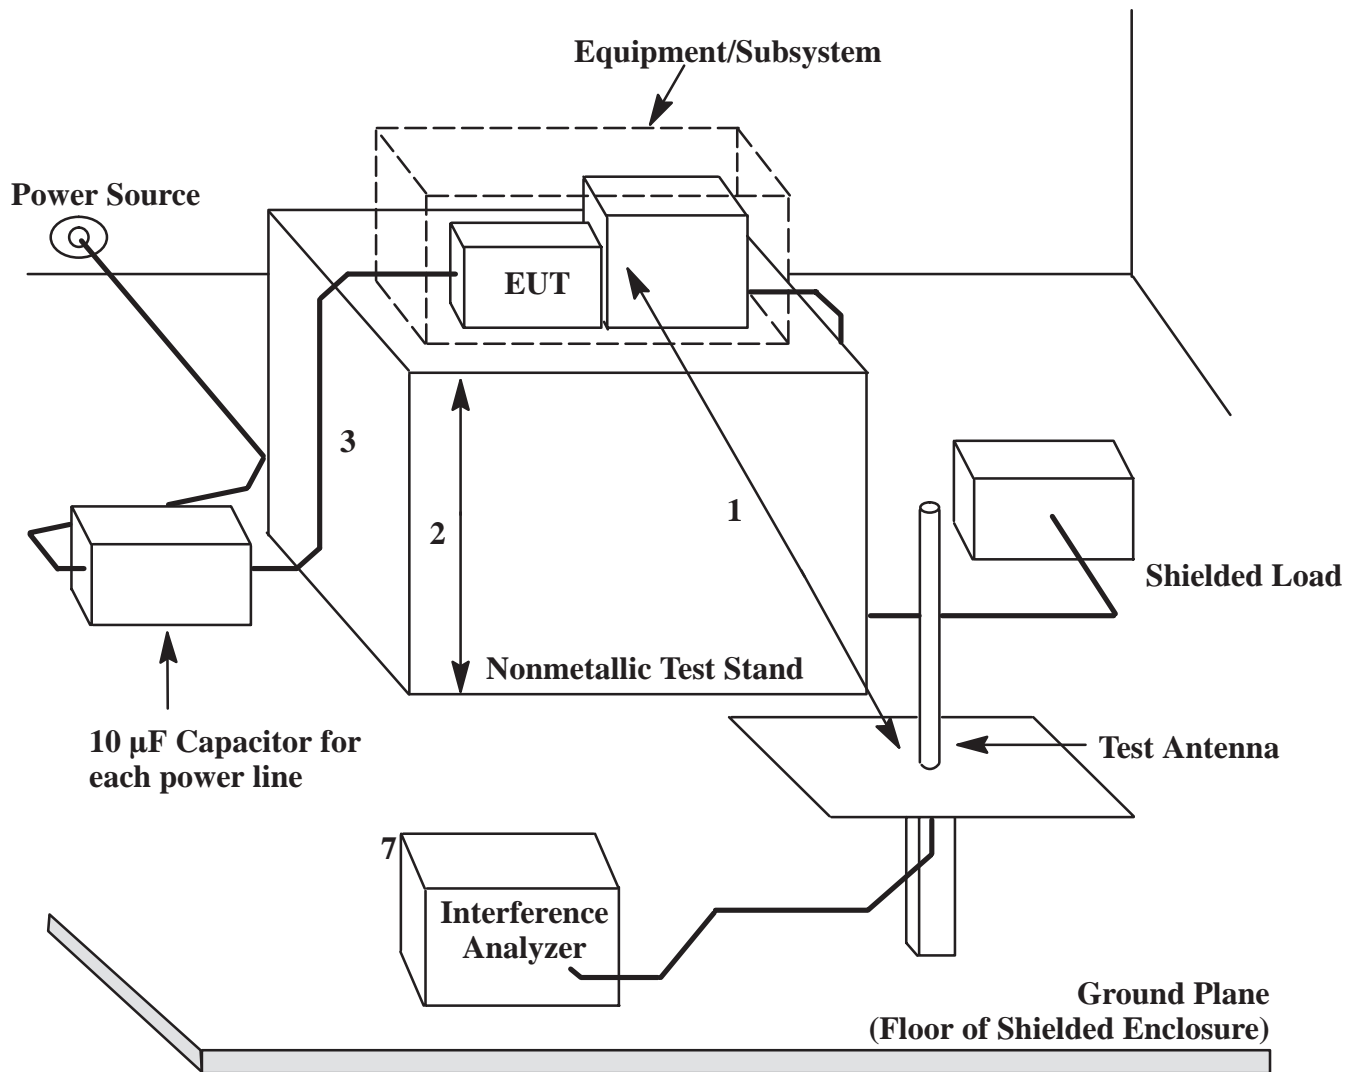 Equipment/Subsystem
Power Source
EUT
3
2
1
Shielded Load
Nonmetallic Test Stand
10 µF Capacitor for
each power line
Test Antenna
7
Interference
Analyzer
Ground Plane
(Floor of Shielded Enclosure)